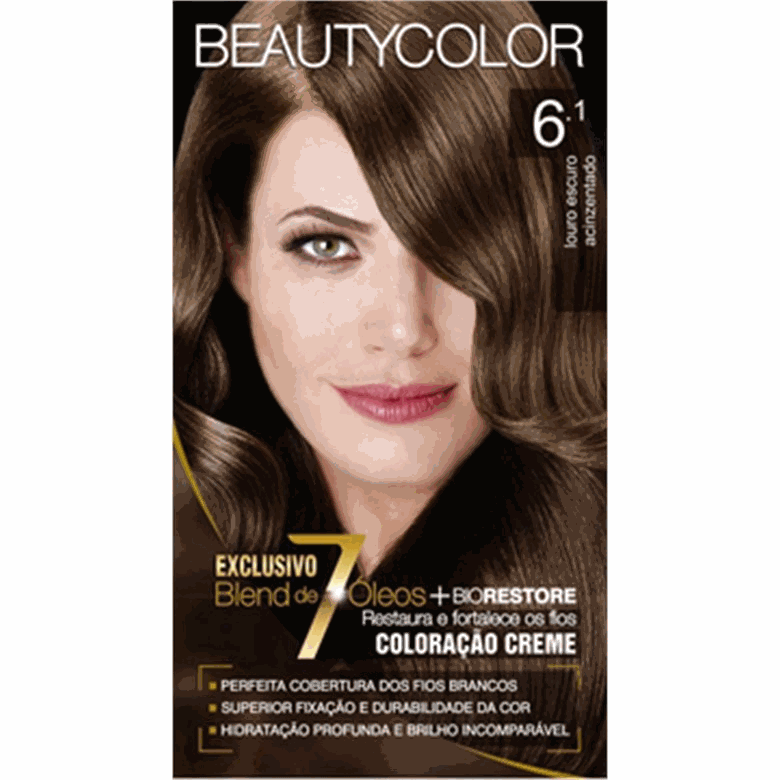 BEAUTYCOLOR
6.1
louro escuro
acinzentado
EXCLUSIVO
Blend de 7 Óleos + BIORESTORE
Restaura e fortalece os fios
COLORAÇÃO CREME
PERFEITA COBERTURA DOS FIOS BRANCOS
SUPERIOR FIXAÇÃO E DURABILIDADE DA COR
HIDRATAÇÃO PROFUNDA E BRILHO INCOMPARÁVEL